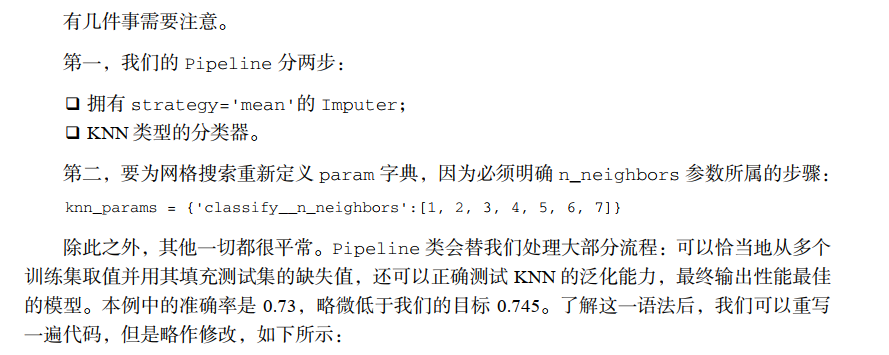 有几件事需要注意。
第一，我们的 Pipeline 分两步：
❑ 拥有 strategy='mean'的 Imputer；
❑ KNN 类型的分类器。
第二，要为网格搜索重新定义 param 字典，因为必须明确 n_neighbors 参数所属的步骤：
knn_params = {'classify__n_neighbors':[1, 2, 3, 4, 5, 6, 7]}
除此之外，其他一切都很平常。Pipeline 类会替我们处理大部分流程：可以恰当地从多个
训练集取值并用其填充测试集的缺失值，还可以正确测试 KNN 的泛化能力，最终输出性能最佳
的模型。本例中的准确率是 0.73，略微低于我们的目标 0.745。了解这一语法后，我们可以重写
一遍代码，但是略作修改，如下所示：